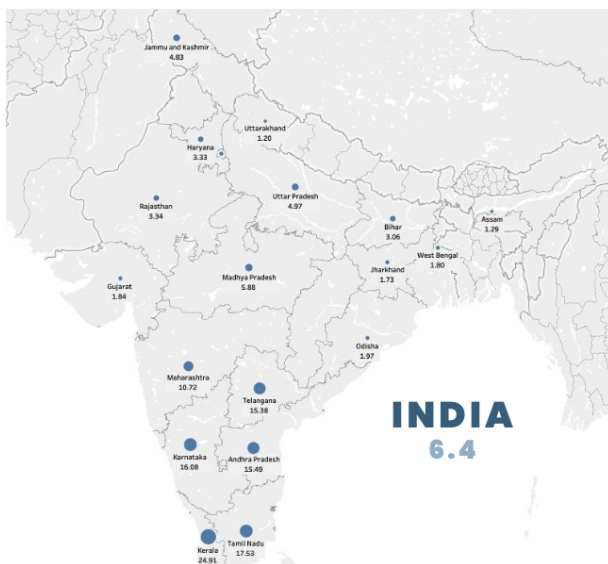 Jammu and Kashmir
4.83
Uttarakhand
1.20
Haryana
3.33
Uttar Pradesh
4.97
Rajasthan
3.34
Assam
1.29
Bihar
3.06
West Bengal
1.80
Jharkhand
1.73
Madhya Pradesh
5.88
Gujarat
1.84
Odisha
1.97
Maharashtra
10.72
Telangana
15.38
INDIA
6.4
Karnataka
16.08
Andhra Pradesh
15.49
Kerala
24.91
Tamil Nadu
17.53